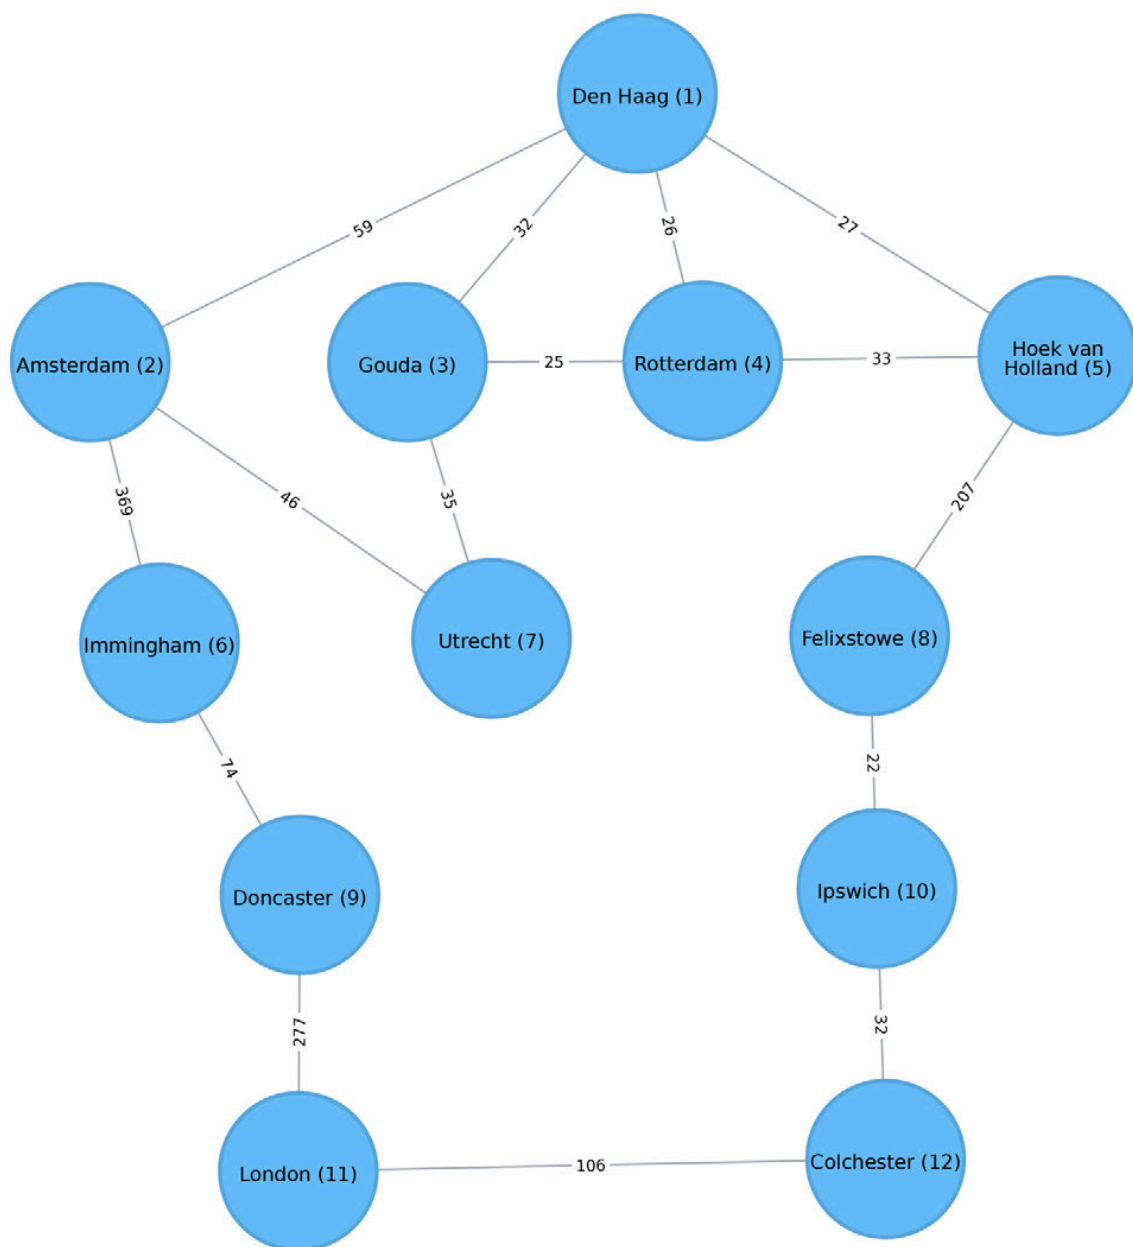 Den Haag (1)
59
32
26
27
Amsterdam (2)
Gouda (3)
25
Rotterdam (4)
33
Hoek van
Holland (5)
369
46
35
207
Immingham (6)
Utrecht (7)
Felixstowe (8)
74
22
Doncaster (9)
Ipswich (10)
277
32
London (11)
106
Colchester (12)